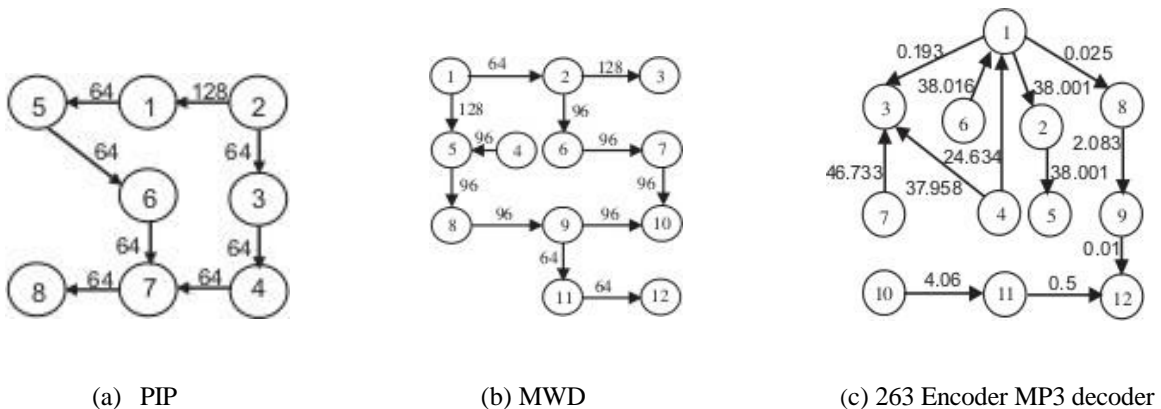 5 64 1 128 2
64 64
6 3
64 64
8 64 7 64 4
(a) PIP
1 64 2 128 3
128 96
5 96 4 6 96 7
96 96
8 96 9 96 10
64
11 64 12
(b) MWD
1
0.193 0.025
38.016 38.001
3 6 2 8
24.634 2.083
46.733 37.958 38.001
7 4 5 9
0.01
10 4.06 11 0.5 12
(c) 263 Encoder MP3 decoder